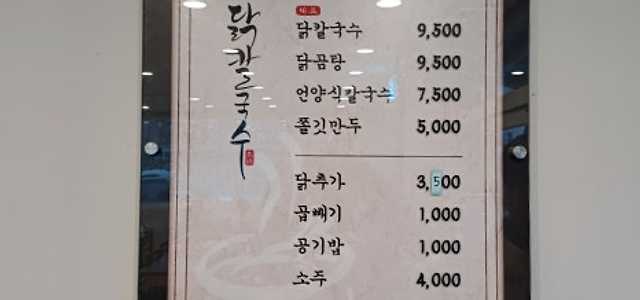 닭칼국수
대표
닭칼국수 9,500
닭곰탕 9,500
언양식칼국수 7,500
쫄깃만두 5,000
닭추가 3,500
곱빼기 1,000
공기밥 1,000
소주 4,000